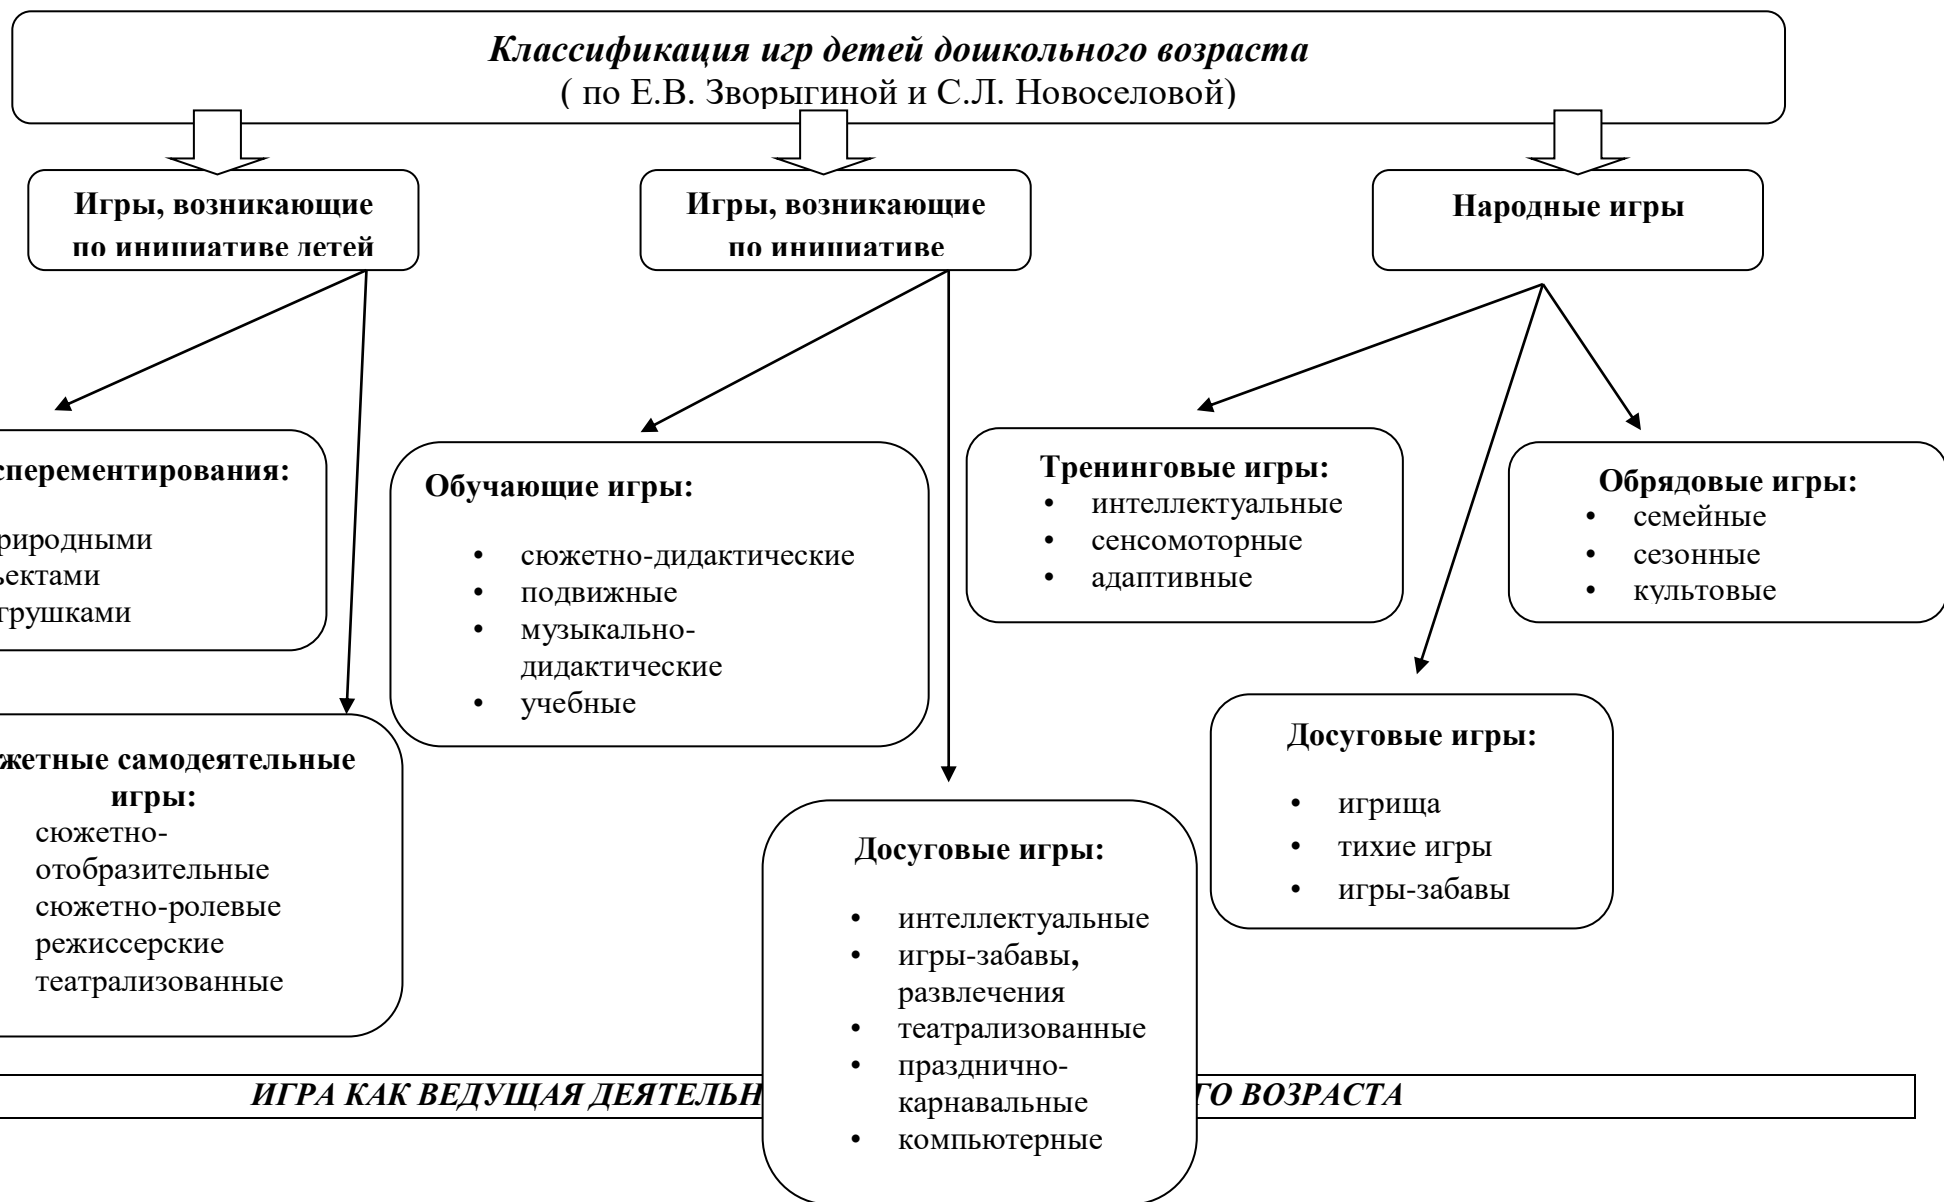 Классификация игр детей дошкольного возраста
( по Е.В. Зворыгиной и С.Л. Новоселовой)
Игры, возникающие
по инициативе детей
Игры, возникающие
по инициативе
Народные игры
сперементирования:
риродными
ектами
грушками
жетные самодеятельные
игры:
сюжетно-
отобразительные
сюжетно-ролевые
режиссерские
театрализованные
Обучающие игры:
• сюжетно-дидактические
• подвижные
• музыкально-
дидактические
• учебные
Досуговые игры:
• интеллектуальные
• игры-забавы,
развлечения
• театрализованные
• празднично-
карнавальные
• компьютерные
Тренинговые игры:
• интеллектуальные
• сенсомоторные
• адаптивные
Досуговые игры:
• игрища
• тихие игры
• игры-забавы
Обрядовые игры:
• семейные
• сезонные
• культовые
ИГРА КАК ВЕДУЩАЯ ДЕЯТЕЛЬН ГО ВОЗРАСТА